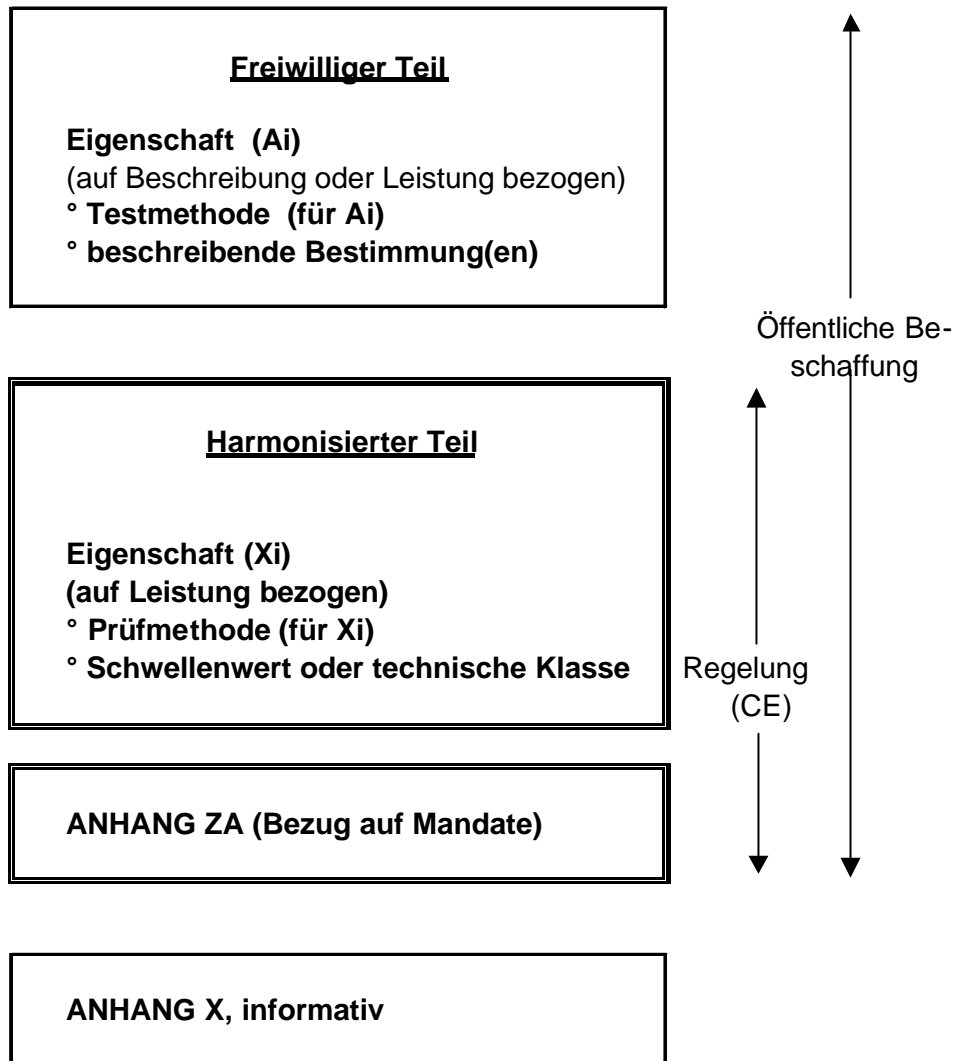 Freiwilliger Teil
Eigenschaft (Ai)
(auf Beschreibung oder Leistung bezogen)
° Testmethode (für Ai)
° beschreibende Bestimmung(en)
Öffentliche Be-
schaffung
Harmonisierter Teil
Eigenschaft (Xi)
(auf Leistung bezogen)
° Prüfmethode (für Xi)
° Schwellenwert oder technische Klasse
Regelung
(CE)
ANHANG ZA (Bezug auf Mandate)
ANHANG X, informativ